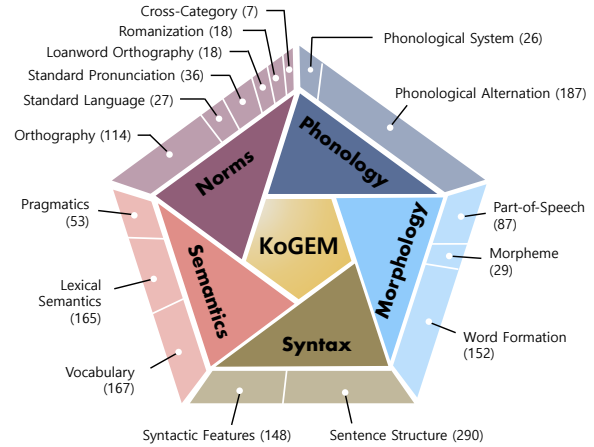 Cross-Category (7)
Romanization (18)
Loanword Orthography (18)
Standard Pronunciation (36)
Standard Language (27)
Orthography (114)
Phonological System (26)
Phonological Alternation (187)
Norms
Phonology
Pragmatics
(53)
Part-of-Speech
(87)
KoGEM
Morpheme
(29)
Morphology
Semantics
Lexical
Semantics
(165)
Word Formation
(152)
Syntax
Vocabulary
(167)
Syntactic Features (148)
Sentence Structure (290)